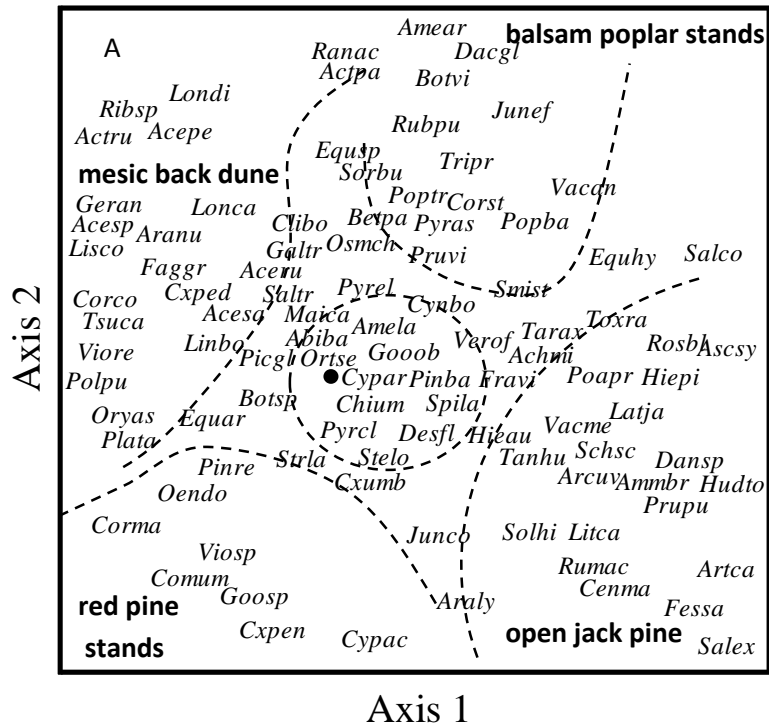 Amear
A
Ranac
Dacgl
balsam poplar stands
Actpa
Botvi
Londi
Ribsp
Junef
Actru
Acepe
Rubpu
Equsp
Tripr
mesic back dune
Sorbu
Vacan
Geran
Lonca
Poptr
Corst
Acesp
Clibo
Betpa
Pyras
Popba
Lisco
Aranu
Galtr
Osmch
Pruvi
Equhy
Salco
Faggr
Aceru
Smist
Corco
Cxped
Saltr
Pyrel
Cynbo
Tsuca
Acesa
Maica
Amela
Toxra
Viore
Linbo
Abiba
Verof
Tarax
Rosbl
Ascsy
Picgl
Ortse
Gooob
Achmi
Polpu
Cypar
Pinba
Fravi
Poapr
Hiepi
Botsp
Chium
Spila
Latja
Oryas
Equar
Vacme
Plata
Pyrcl
Desfl
Hieau
Schsc
Pinre
Strla
Stelo
Tanhu
Dansp
Oendo
Cxumb
Arcuv
Ammbr
Hudto
Prupu
Corma
Junco
Solhi
Litca
Viosp
Comum
Rumac
Artca
Goosp
Cenma
red pine
stands
Araly
Fessa
Cxpen
Cypac
open jack pine
Salex
Axis 2
Axis 1